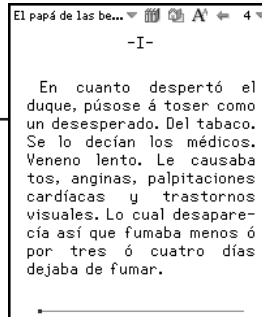 El papá de las be... 4
-I-
En cuanto despertó el
duque, púsose á toser como
un desesperado. Del tabaco.
Se lo decían los médicos.
Veneno lento. Le causaba
tos, anginas, palpitaciones
cardíacas y trastornos
visuales. Lo cual desapare-
cía así que fumaba menos ó
por tres ó cuatro días
dejaba de fumar.